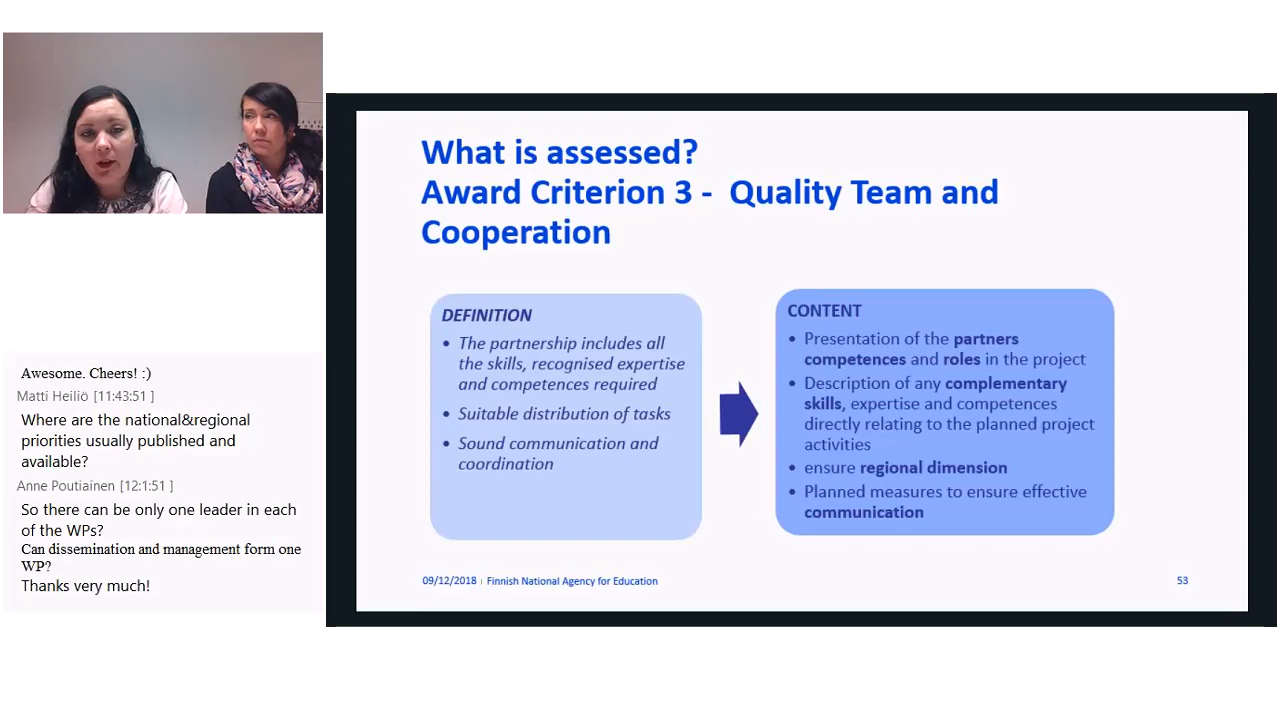 Awesome. Cheers! :)
Matti Heiliö [11:43:51 ]
Where are the national&regional
priorities usually published and
available?
Anne Poutiainen [12:1:51 ]
So there can be only one leader in each
of the WPs?
Can dissemination and management form one
WP?
Thanks very much!
What is assessed?
Award Criterion 3 - Quality Team and
Cooperation
DEFINITION
• The partnership includes all
the skills, recognised expertise
and competences required
• Suitable distribution of tasks
• Sound communication and
coordination
CONTENT
• Presentation of the partners
competences and roles in the project
• Description of any complementary
skills, expertise and competences
directly relating to the planned project
activities
• ensure regional dimension
• Planned measures to ensure effective
communication
09/12/2018 | Finnish National Agency for Education
53